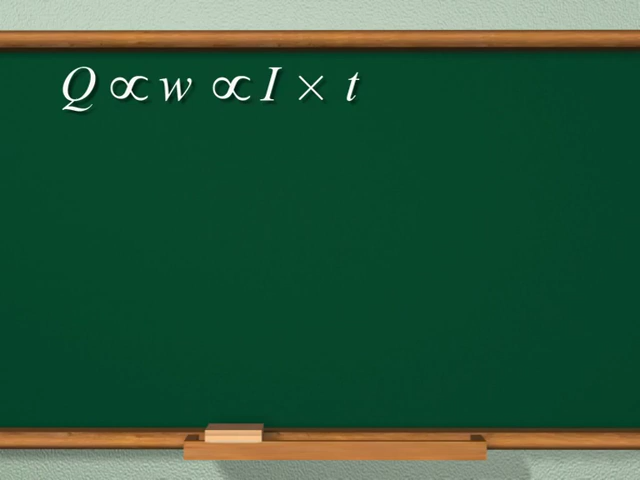 Q ∝ w ∝ I × t